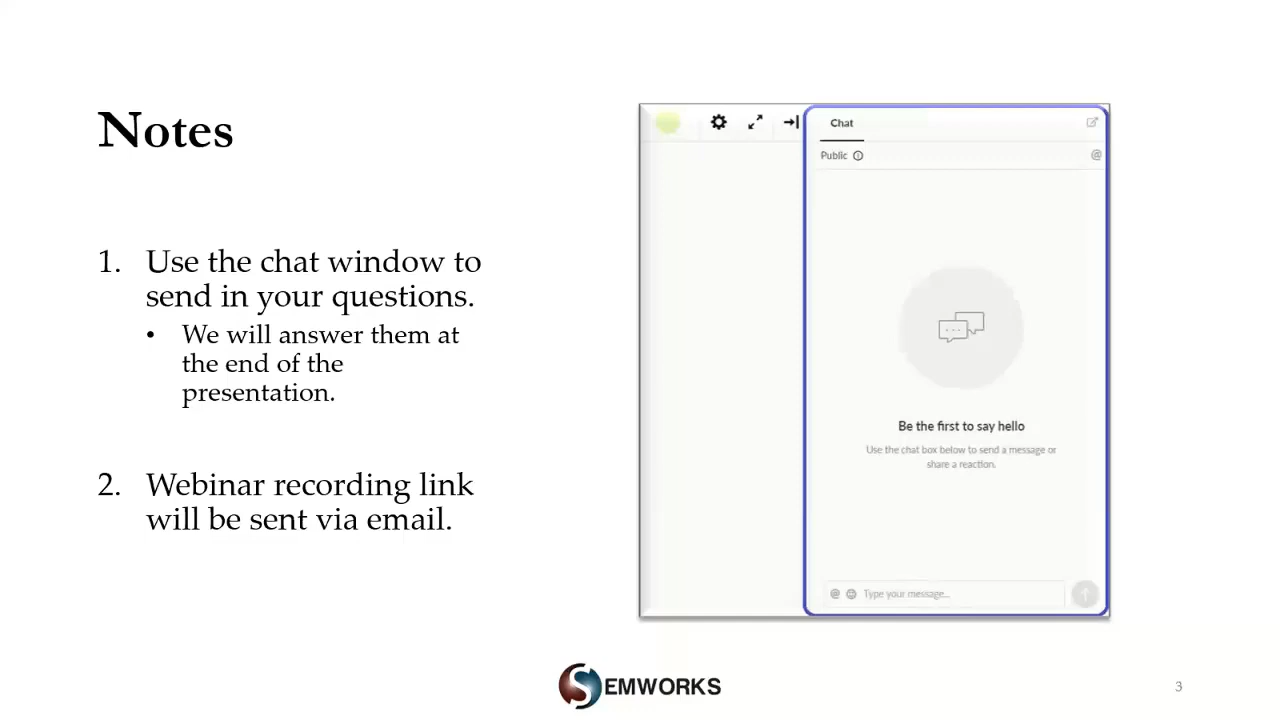 Notes
1. Use the chat window to
send in your questions.
• We will answer them at
the end of the
presentation.
2. Webinar recording link
will be sent via email.
Chat
Public
@
Be the first to say hello
Use the chat box below to send a message or
share a reaction.
@ Type your message...
SEMWORKS
3